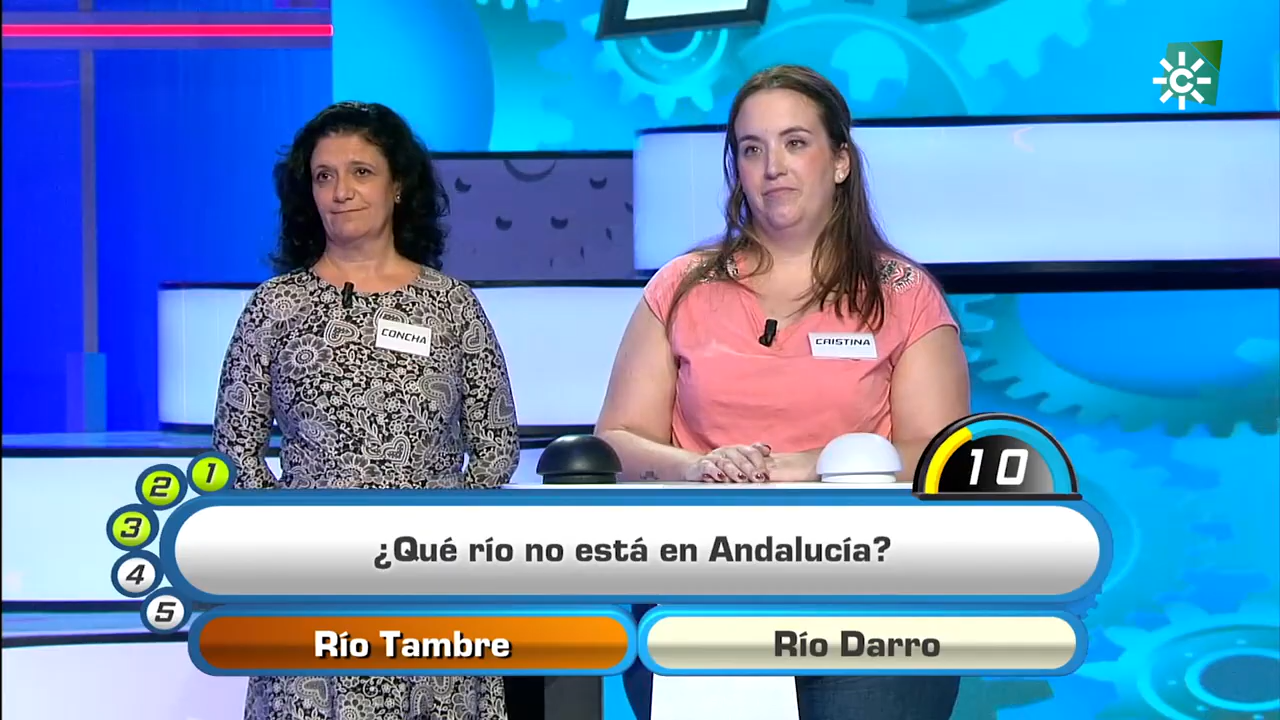 C
CONCHA
CRISTINA
10
1
2
3
4
5
¿Qué río no está en Andalucía?
Río Tambre
Río Darro